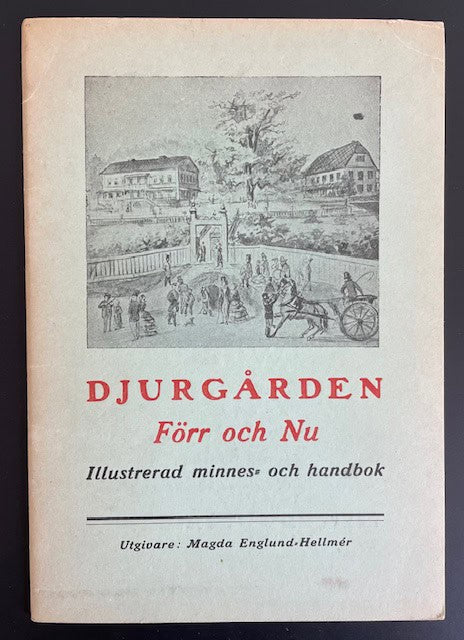 DJURGÅRDEN
Förr och Nu
Illustrerad minnes= och handbok
Utgivare: Magda Englund=Hellmér